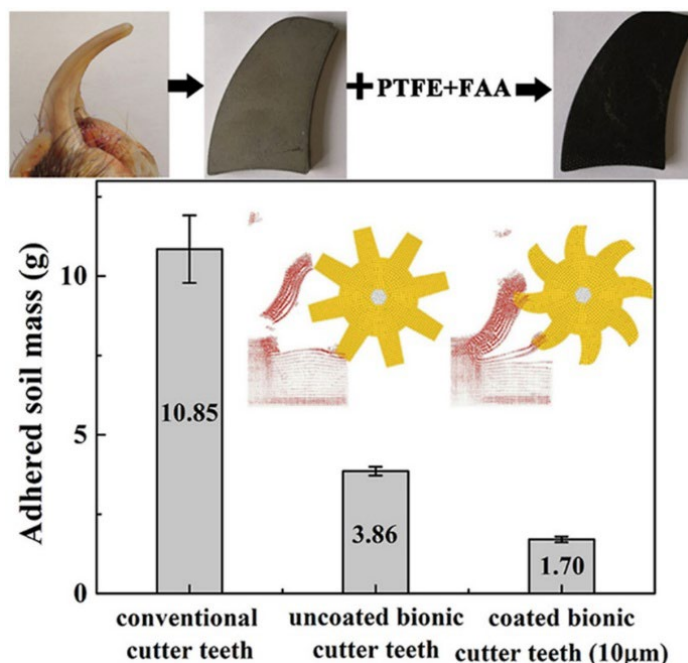 + PTFE+FAA
Adhered soil mass (g)
10
5
0
10.85
3.86
1.70
conventional
cutter teeth
uncoated bionic
cutter teeth
coated bionic
cutter teeth (10μm)